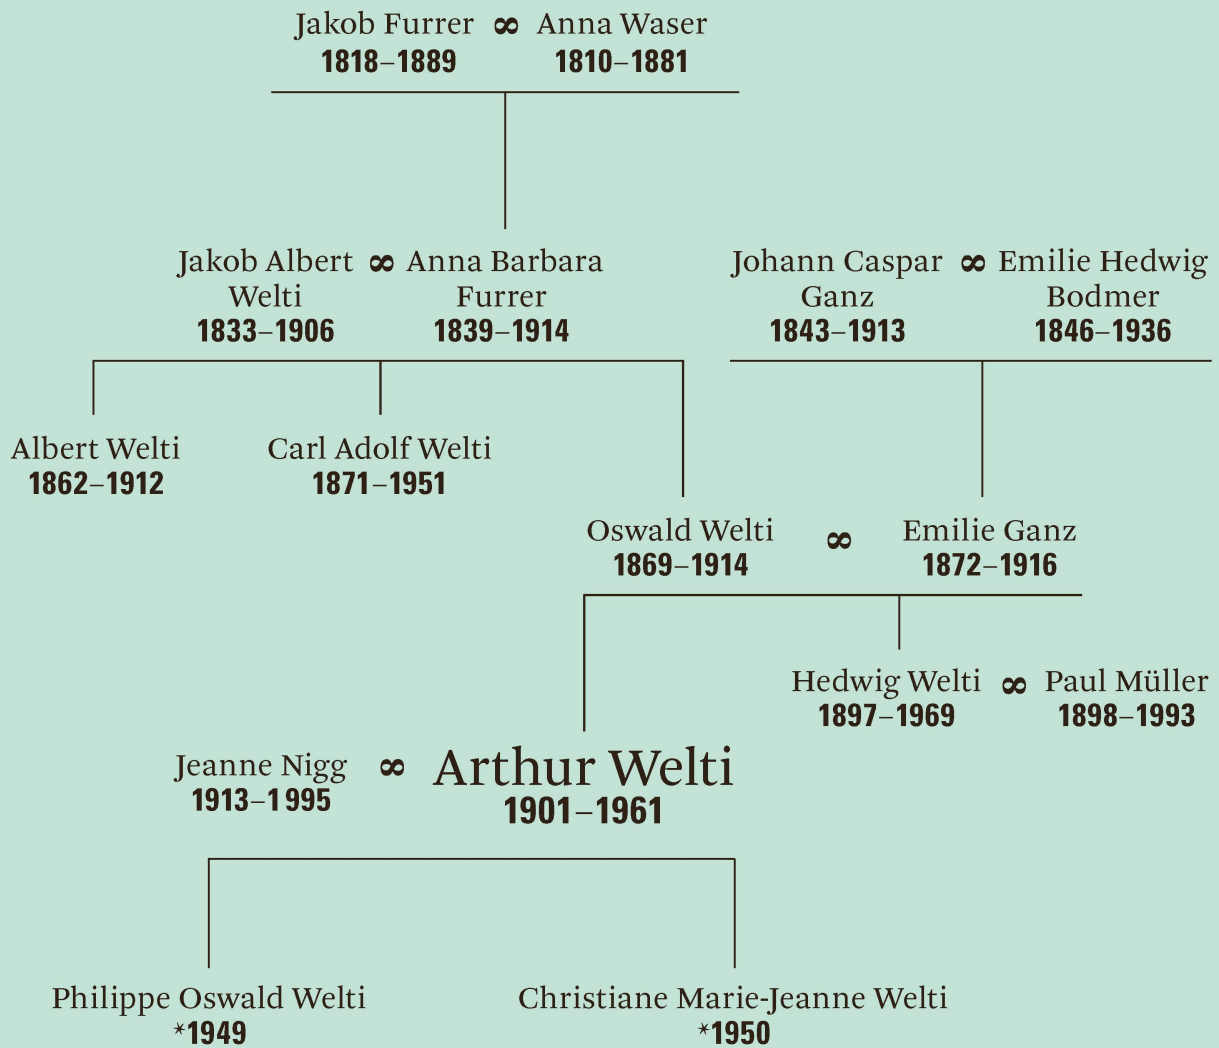 Jakob Furrer ∞ Anna Waser
1818–1889 1810–1881
Jakob Albert ∞ Anna Barbara Johann Caspar ∞ Emilie Hedwig
Welti Furrer Ganz Bodmer
1833–1906 1839–1914 1843–1913 1846–1936
Albert Welti Carl Adolf Welti
1862–1912 1871–1951
Oswald Welti ∞ Emilie Ganz
1869–1914 1872–1916
Hedwig Welti ∞ Paul Müller
1897–1969 1898–1993
Jeanne Nigg ∞ Arthur Welti
1913–1995 1901–1961
Philippe Oswald Welti Christiane Marie-Jeanne Welti
*1949 *1950